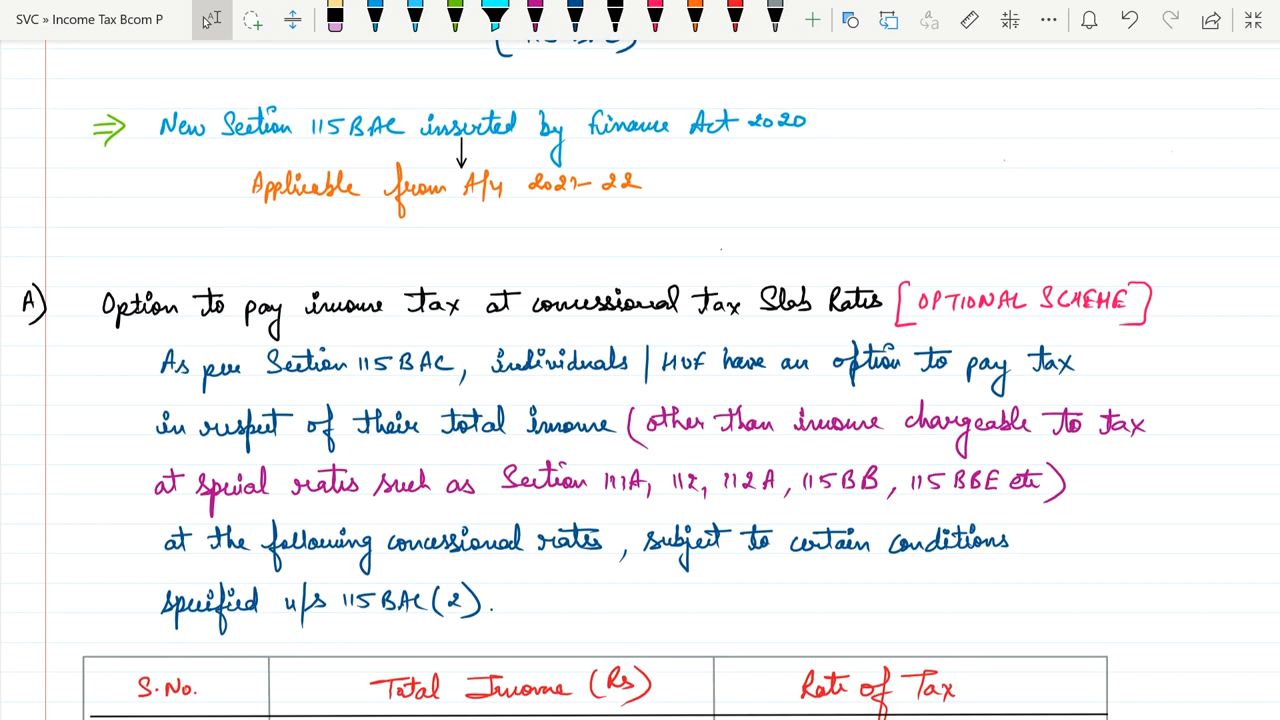 SVC » Income Tax Bcom P
(115 BAC)
⇒ New Section 115BAC inserted by Finance Act 2020
↓
Applicable from A/Y 2021-22
A) Option to pay income tax at concessional tax Slab Rates [OPTIONAL SCHEME]
As per Section 115BAC, individuals | HUF have an option to pay tax
in respect of their total income (other than income chargeable to tax
at special rates such as Section 111A, 112, 112A, 115BB, 115BBE etc)
at the following concessional rates, subject to certain conditions
specified u/s 115BAC(2).
S.No. Total Income (Rs) Rate of Tax